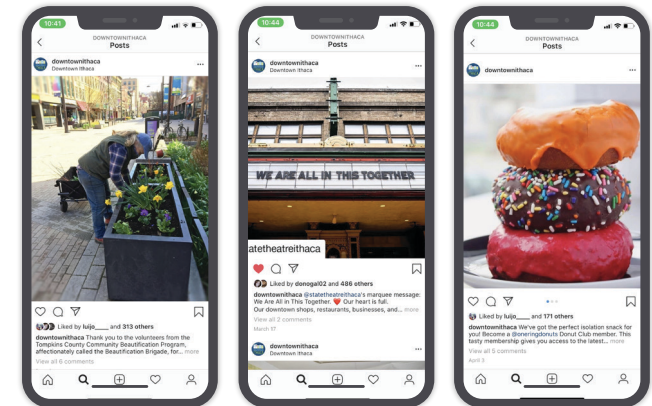 10:41
DOWNTOWNITHACA
Posts
downtownithaca
Downtown Ithaca
Liked by luijo____ and 313 others
downtownithaca Thank you to the volunteers from the
Tompkins County Community Beautification Program,
affectionately called the Beautification Brigade, for... more
View all 6 comments
10:44
DOWNTOWNITHACA
Posts
downtownithaca
Downtown Ithaca
WE ARE ALL IN THIS TOGETHER
atetheatreithaca
Liked by donogal02 and 486 others
downtownithaca @statetheatreithaca's marquee message:
We Are All in This Together. ❤️ Our heart is full.
Our downtown shops, restaurants, businesses, and... more
View all 2 comments
March 17
downtownithaca
Downtown Ithaca
10:44
DOWNTOWNITHACA
Posts
downtownithaca
Liked by luijo____ and 171 others
downtownithaca We've got the perfect isolation snack for
you! Become a @oneringdonuts Donut Club member. This
tasty membership gives you access to the latest... more
View all 5 comments
April 3